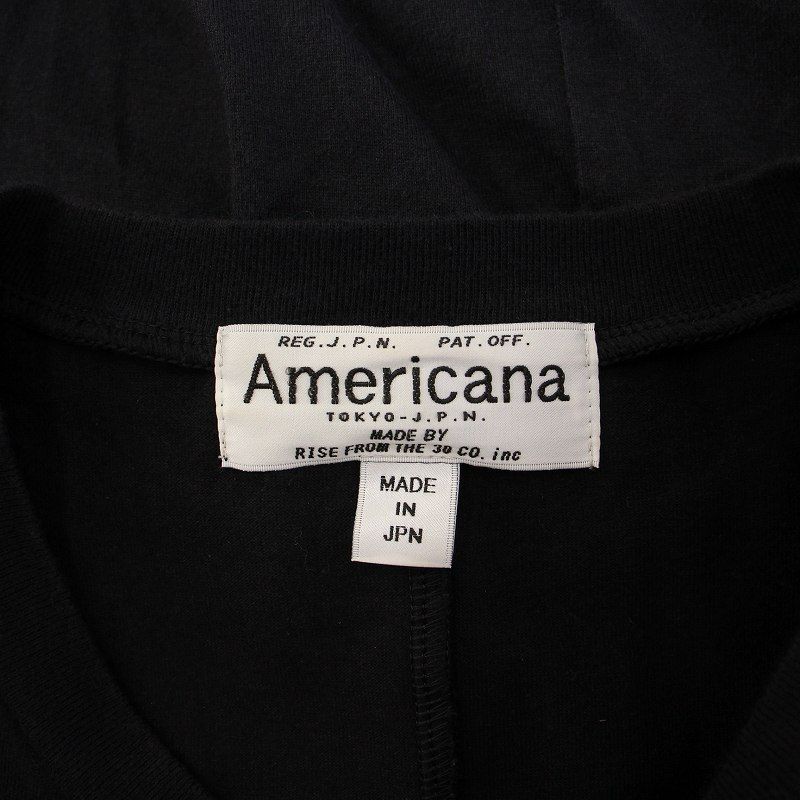 REG.J.P.N. PAT.OFF.
Americana
TOKYO-J.P.N.
MADE BY
RISE FROM THE 30 CO. inc
MADE
IN
JPN